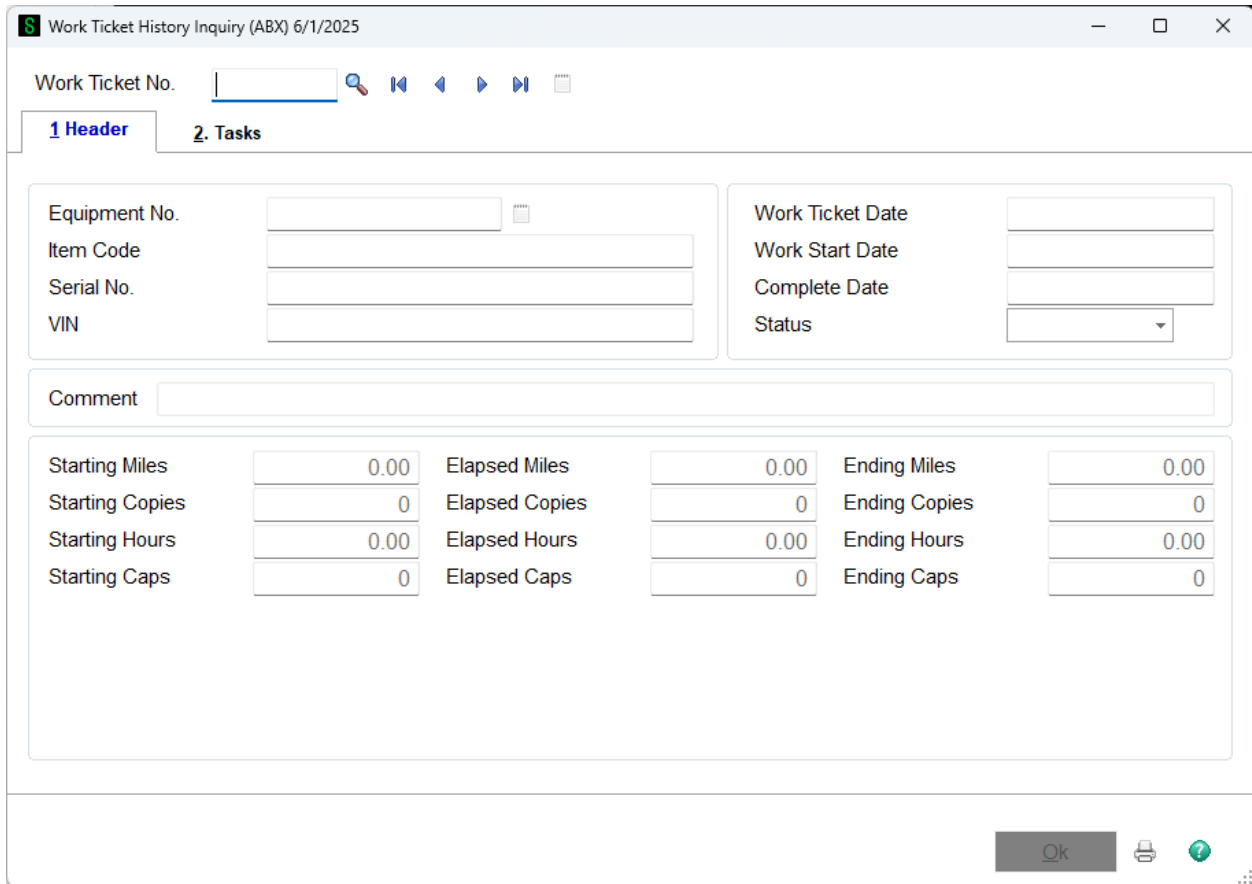 S Work Ticket History Inquiry (ABX) 6/1/2025
Work Ticket No.
1 Header 2. Tasks
Equipment No. Work Ticket Date
Item Code Work Start Date
Serial No. Complete Date
VIN Status
Comment
Starting Miles 0.00 Elapsed Miles 0.00 Ending Miles 0.00
Starting Copies 0 Elapsed Copies 0 Ending Copies 0
Starting Hours 0.00 Elapsed Hours 0.00 Ending Hours 0.00
Starting Caps 0 Elapsed Caps 0 Ending Caps 0
Ok ?